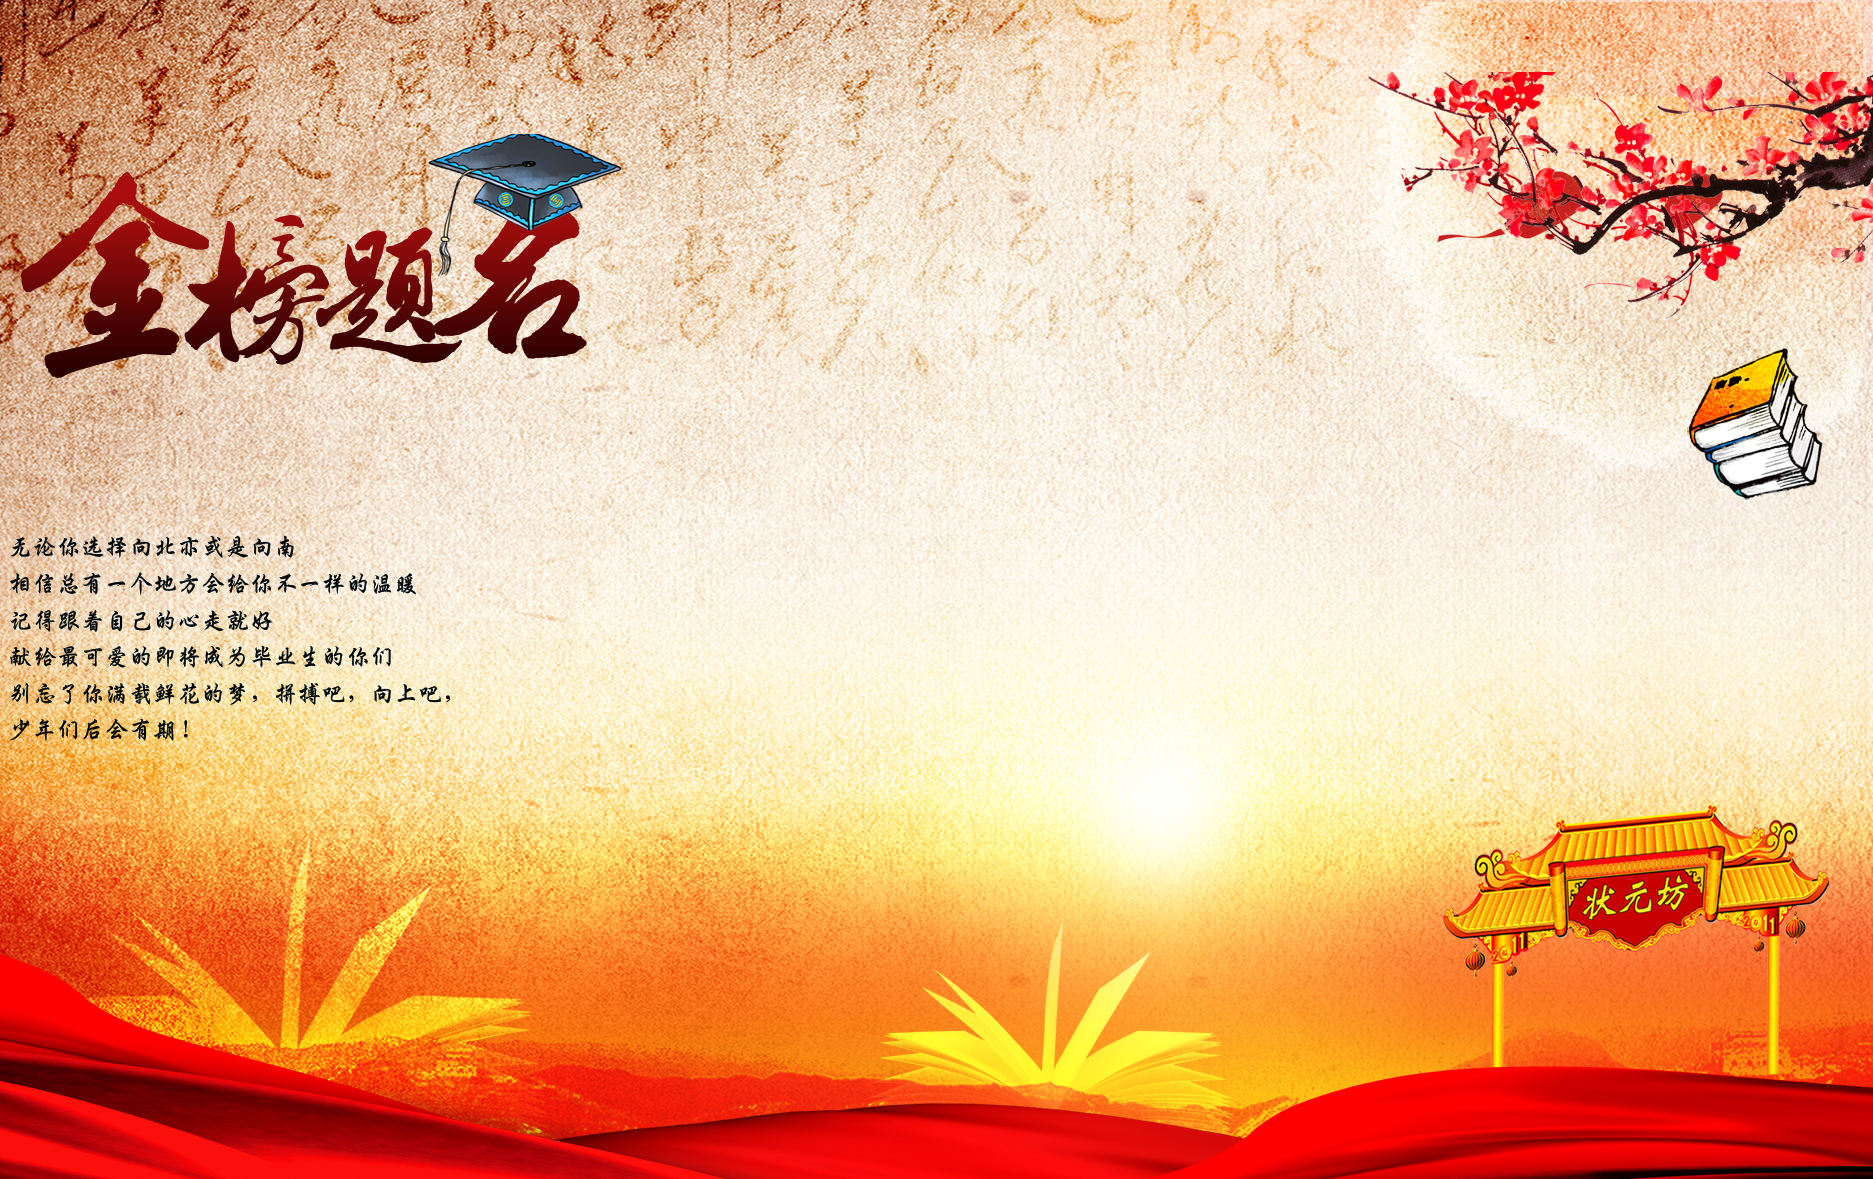 金榜题名
无论你选择向北亦或是向南
相信总有一个地方会给你不一样的温暖
记得跟着自己的心走就好
献给最可爱的即将成为毕业生的你们
别忘了你满载鲜花的梦，拼搏吧，向上吧，
少年们后会有期！
状元坊
2011
2011